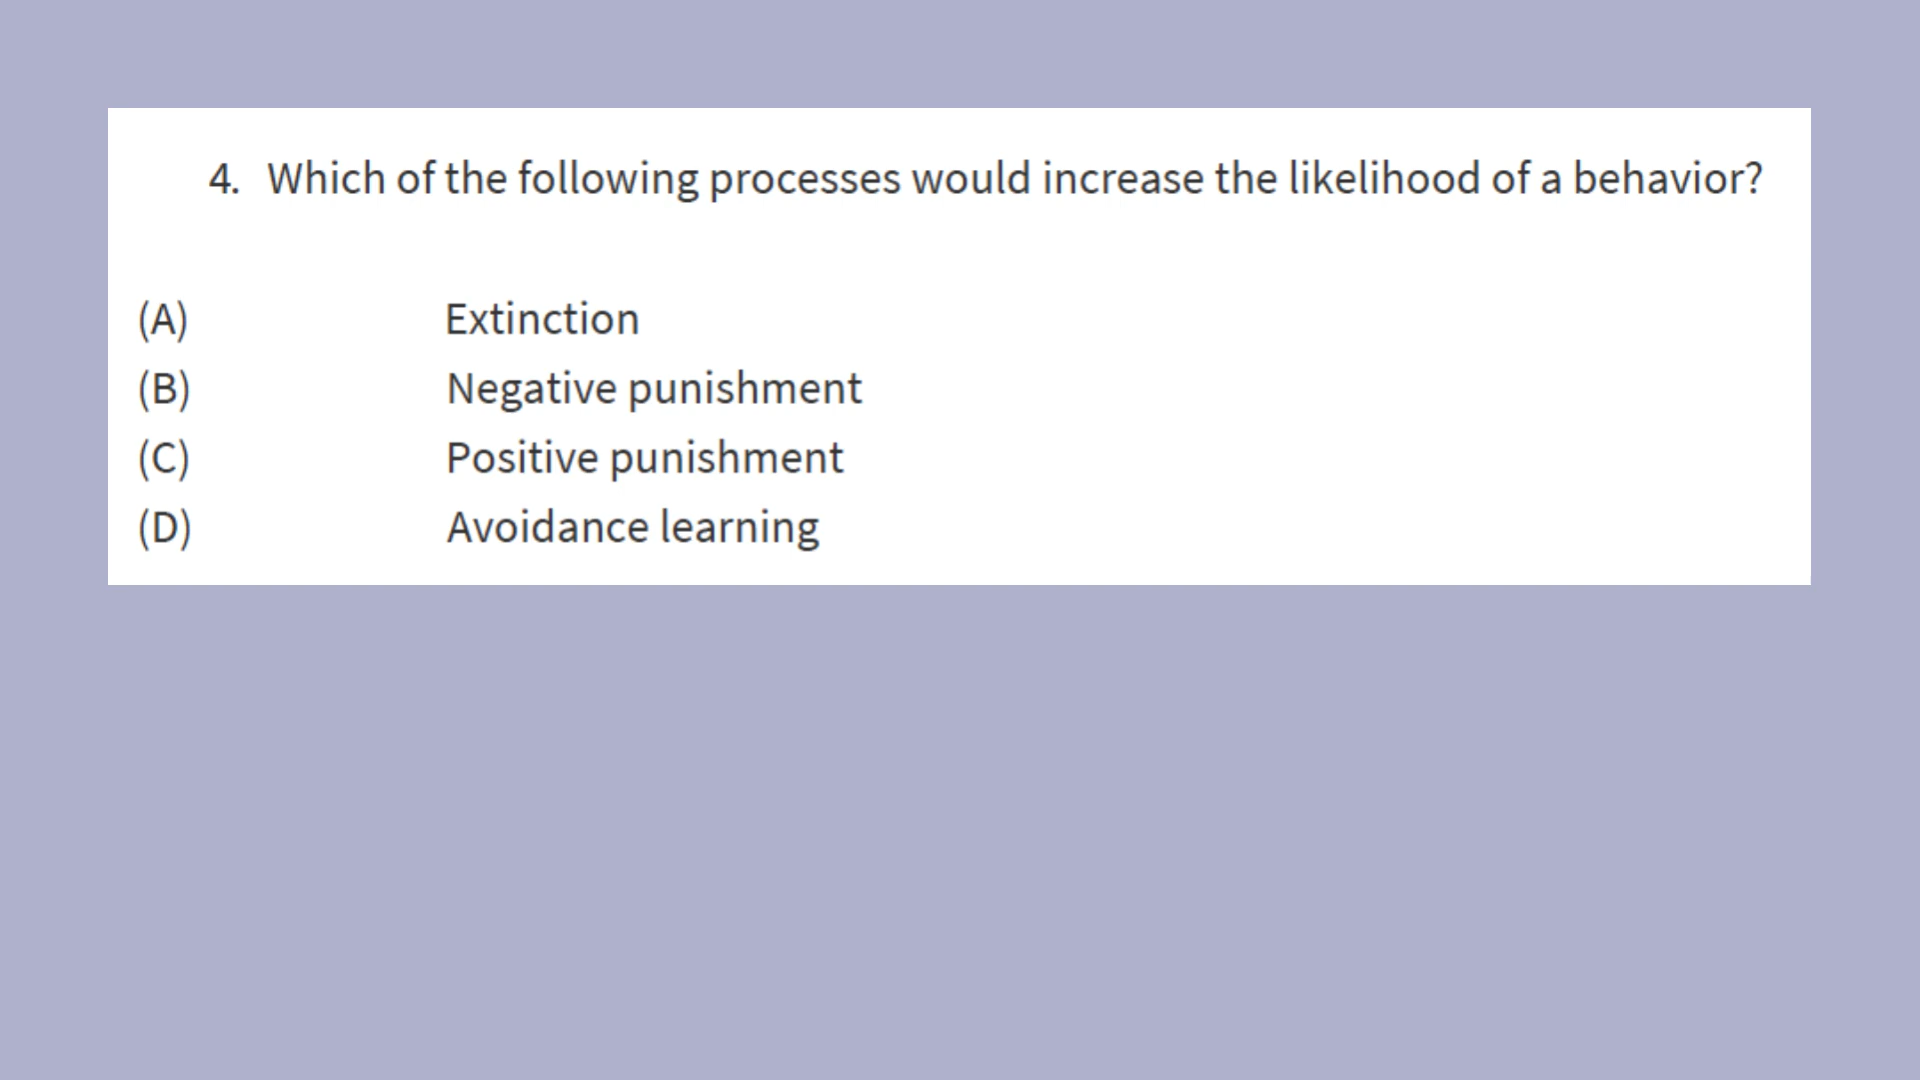 4. Which of the following processes would increase the likelihood of a behavior?
(A) Extinction
(B) Negative punishment
(C) Positive punishment
(D) Avoidance learning